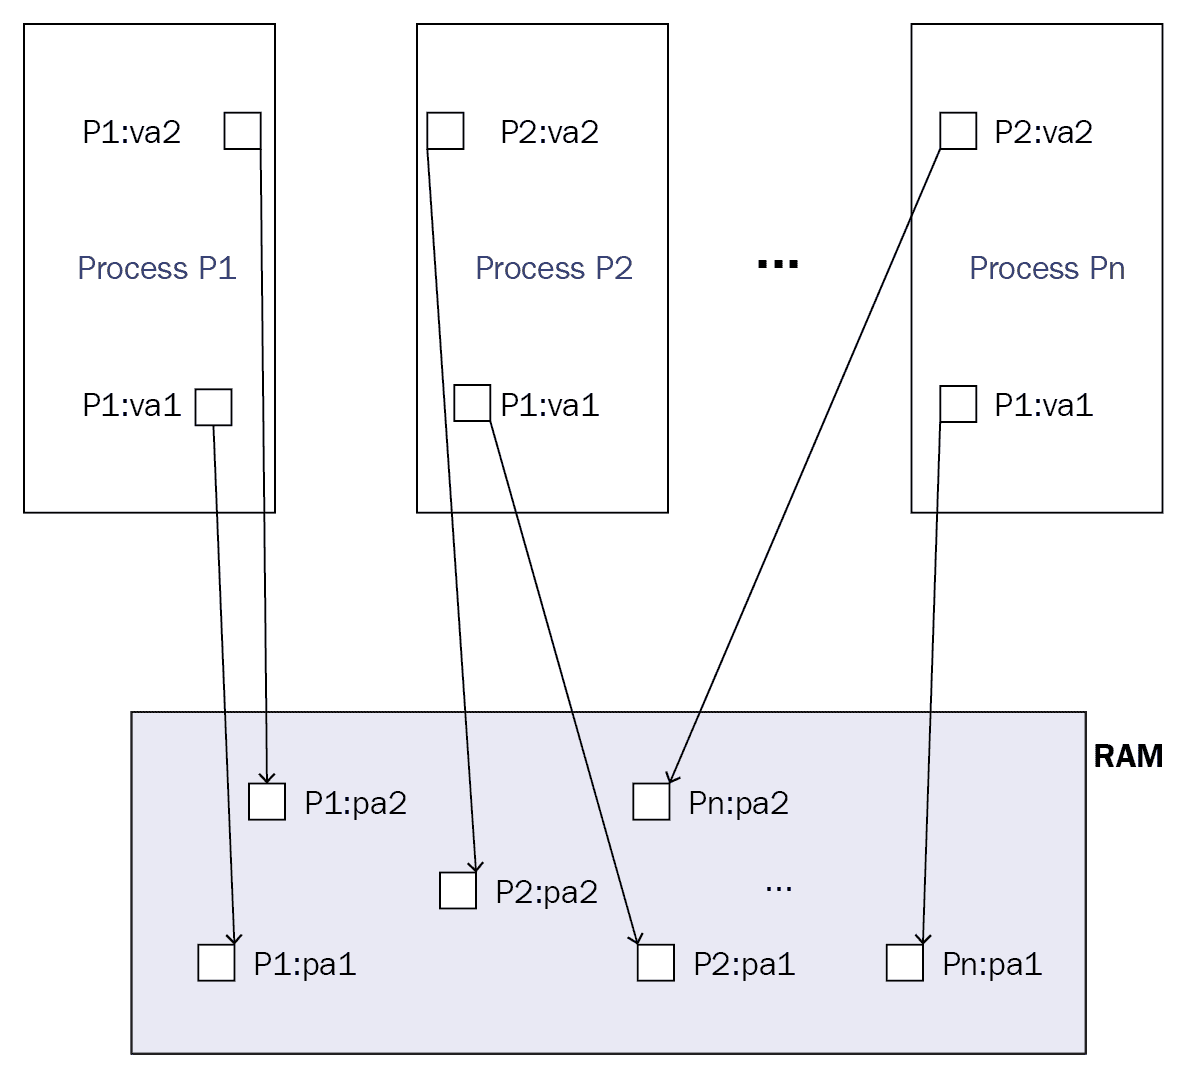 P1:va2
P2:va2
P2:va2
Process P1
Process P2
...
Process Pn
P1:va1
P1:va1
P1:va1
RAM
P1:pa2
Pn:pa2
P2:pa2
...
P1:pa1
P2:pa1
Pn:pa1